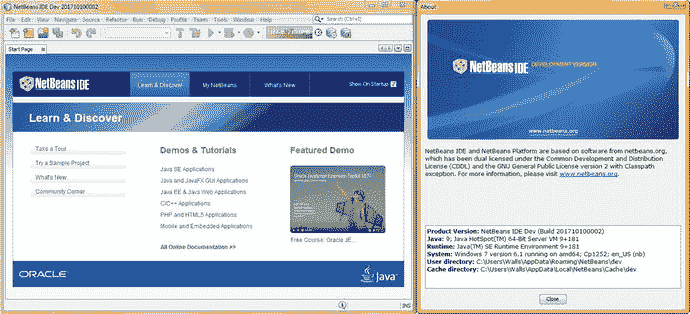 NetBeans IDE Dev 201710100002
File Edit View Navigate Source Refactor Run Debug Profile Team Tools Window Help
Search (Ctrl+I)
Start Page
NetBeans IDE
Learn & Discover
My NetBeans
What's New
Show On Startup
Learn & Discover
Take a Tour
Try a Sample Project
What's New
Community Corner
Demos & Tutorials
Java SE Applications
Java and JavaFX GUI Applications
Java EE & Java Web Applications
C/C++ Applications
PHP and HTML5 Applications
Mobile and Embedded Applications
All Online Documentation >>
Featured Demo
Free Course: Oracle JE...
ORACLE
Java
INS
About
NetBeans IDE DEVELOPMENT VERSION
www.netbeans.org
NetBeans IDE and NetBeans Platform are based on software from netbeans.org,
which has been dual licensed under the Common Development and Distribution
License (CDDL) and the GNU General Public License version 2 with Classpath
exception. For more information, please visit www.netbeans.org.
Product Version: NetBeans IDE Dev (Build 201710100002)
Java: 9; Java HotSpot(TM) 64-Bit Server VM 9+181
Runtime: Java(TM) SE Runtime Environment 9+181
System: Windows 7 version 6.1 running on amd64; Cp1252; en_US (nb)
User directory: C:\Users\Walls\AppData\Roaming\NetBeans\dev
Cache directory: C:\Users\Walls\AppData\Local\NetBeans\Cache\dev
Close